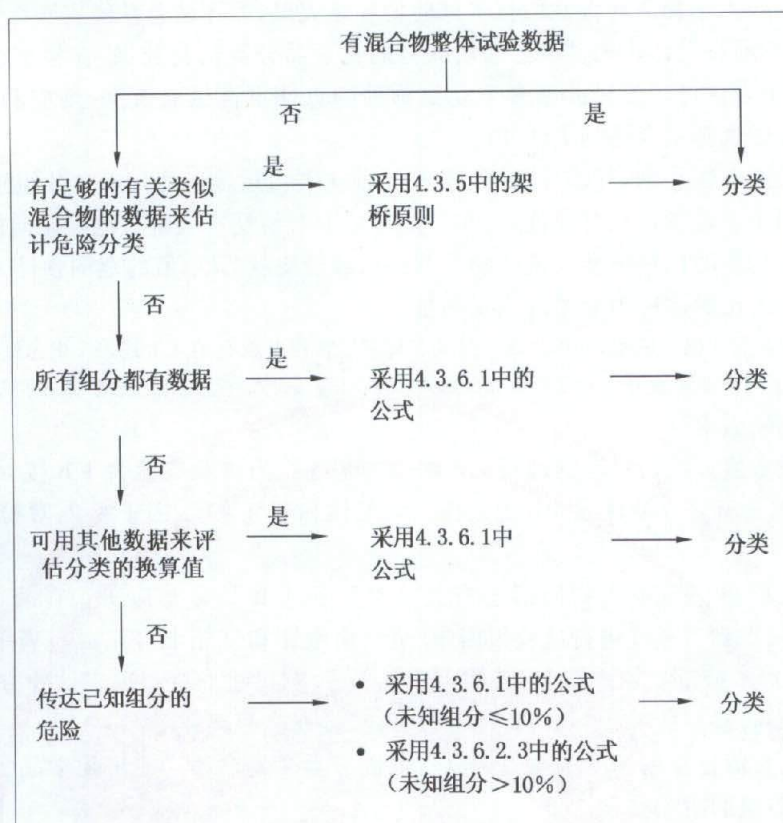 有混合物整体试验数据
否
是
有足够的有关类似
混合物的数据来估
计危险分类
是
采用4.3.5中的架
桥原则
分类
否
所有组分都有数据
是
采用4.3.6.1中的
公式
分类
否
可用其他数据来评
估分类的换算值
是
采用4.3.6.1中
公式
分类
否
传达已知组分的
危险
• 采用4.3.6.1中的公式
（未知组分≤10%）
• 采用4.3.6.2.3中的公式
（未知组分>10%）
分类